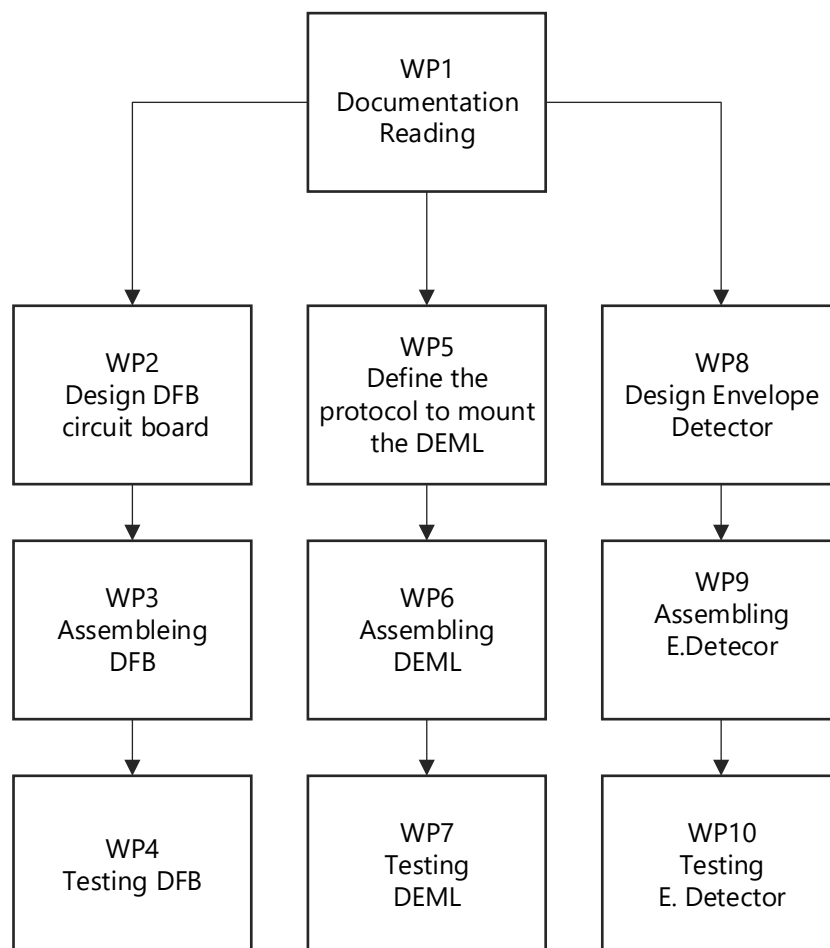 WP1
Documentation
Reading
WP2
Design DFB
circuit board
WP5
Define the
protocol to mount
the DEML
WP8
Design Envelope
Detector
WP3
Assembleing
DFB
WP6
Assembling
DEML
WP9
Assembling
E.Detecor
WP4
Testing DFB
WP7
Testing
DEML
WP10
Testing
E. Detector